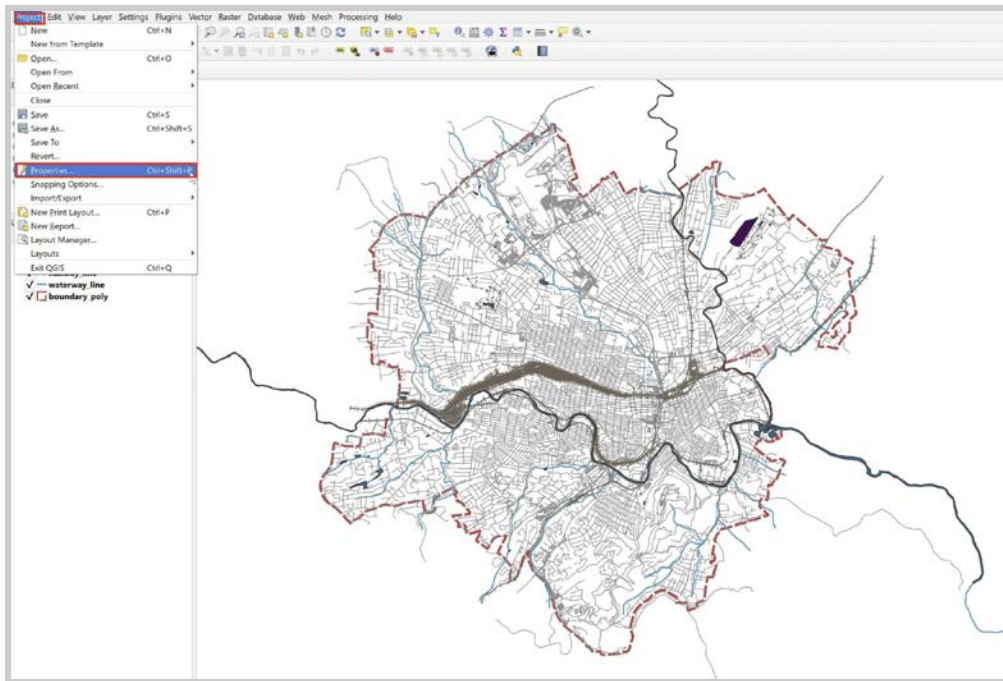 Project Edit View Layer Settings Plugins Vector Raster Database Web Mesh Processing Help
New Ctrl+N
New from Template
Open... Ctrl+O
Open From
Open Recent
Close
Save Ctrl+S
Save As... Ctrl+Shift+S
Save To
Revert...
Properties... Ctrl+Shift+P
Snapping Options...
Import/Export
New Print Layout... Ctrl+P
New Report...
Layout Manager...
Layouts
Exit QGIS Ctrl+Q
waterway_line
boundary_poly